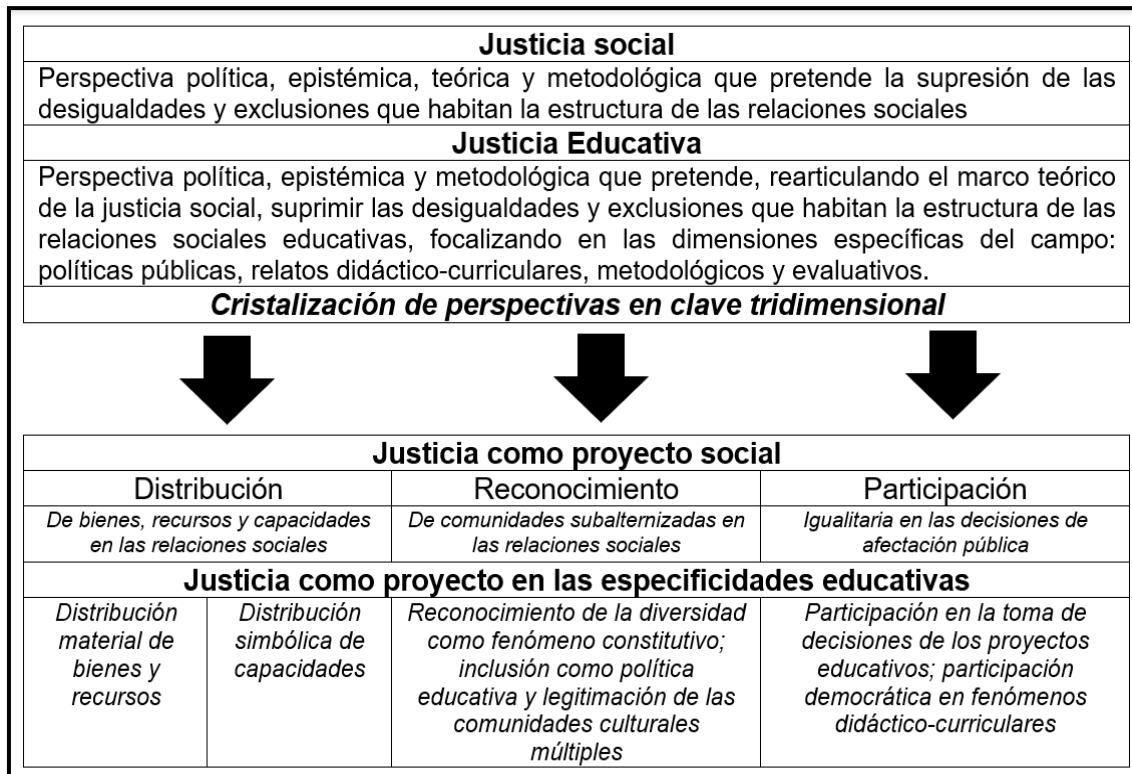 Justicia social
Perspectiva política, epistémica, teórica y metodológica que pretende la supresión de las
desigualdades y exclusiones que habitan la estructura de las relaciones sociales
Justicia Educativa
Perspectiva política, epistémica y metodológica que pretende, rearticulando el marco teórico
de la justicia social, suprimir las desigualdades y exclusiones que habitan la estructura de las
relaciones sociales educativas, focalizando en las dimensiones específicas del campo:
políticas públicas, relatos didáctico-curriculares, metodológicos y evaluativos.
Cristalización de perspectivas en clave tridimensional
Justicia como proyecto social
Distribución
Reconocimiento
Participación
De bienes, recursos y capacidades
en las relaciones sociales
De comunidades subalternizadas en
las relaciones sociales
Igualitaria en las decisiones de
afectación pública
Justicia como proyecto en las especificidades educativas
Distribución
material de
bienes y
recursos
Distribución
simbólica de
capacidades
Reconocimiento de la diversidad
como fenómeno constitutivo;
inclusión como política
educativa y legitimación de las
comunidades culturales
múltiples
Participación en la toma de
decisiones de los proyectos
educativos; participación
democrática en fenómenos
didáctico-curriculares